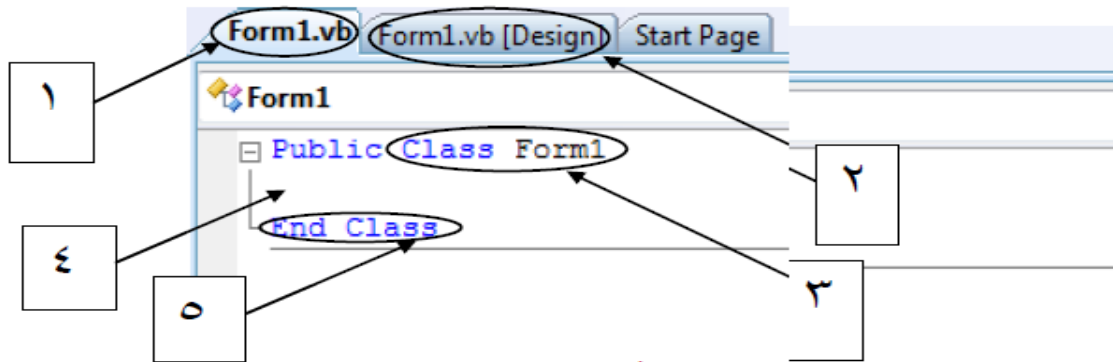 Form1.vb Form1.vb [Design] Start Page
١
Form1
Public Class Form1
٢
End Class
٤
٣
٥